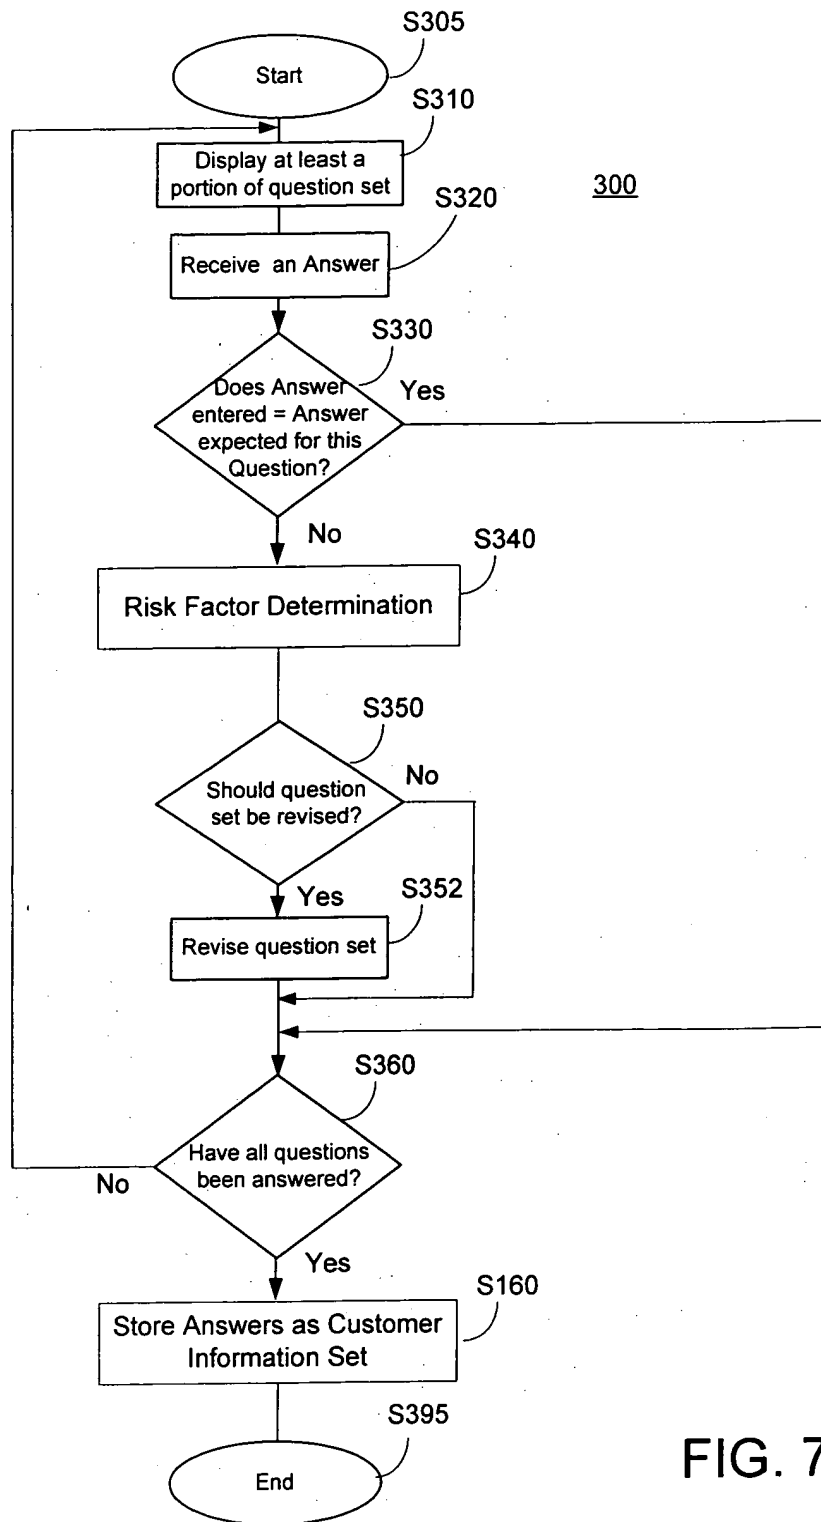 S305
Start
S310
Display at least a
portion of question set
300
S320
Receive an Answer
S330
Does Answer
entered = Answer
expected for this
Question?
Yes
No
S340
Risk Factor Determination
S350
Should question
set be revised?
No
Yes
S352
Revise question set
S360
Have all questions
been answered?
No
Yes
S160
Store Answers as Customer
Information Set
S395
End
FIG. 7